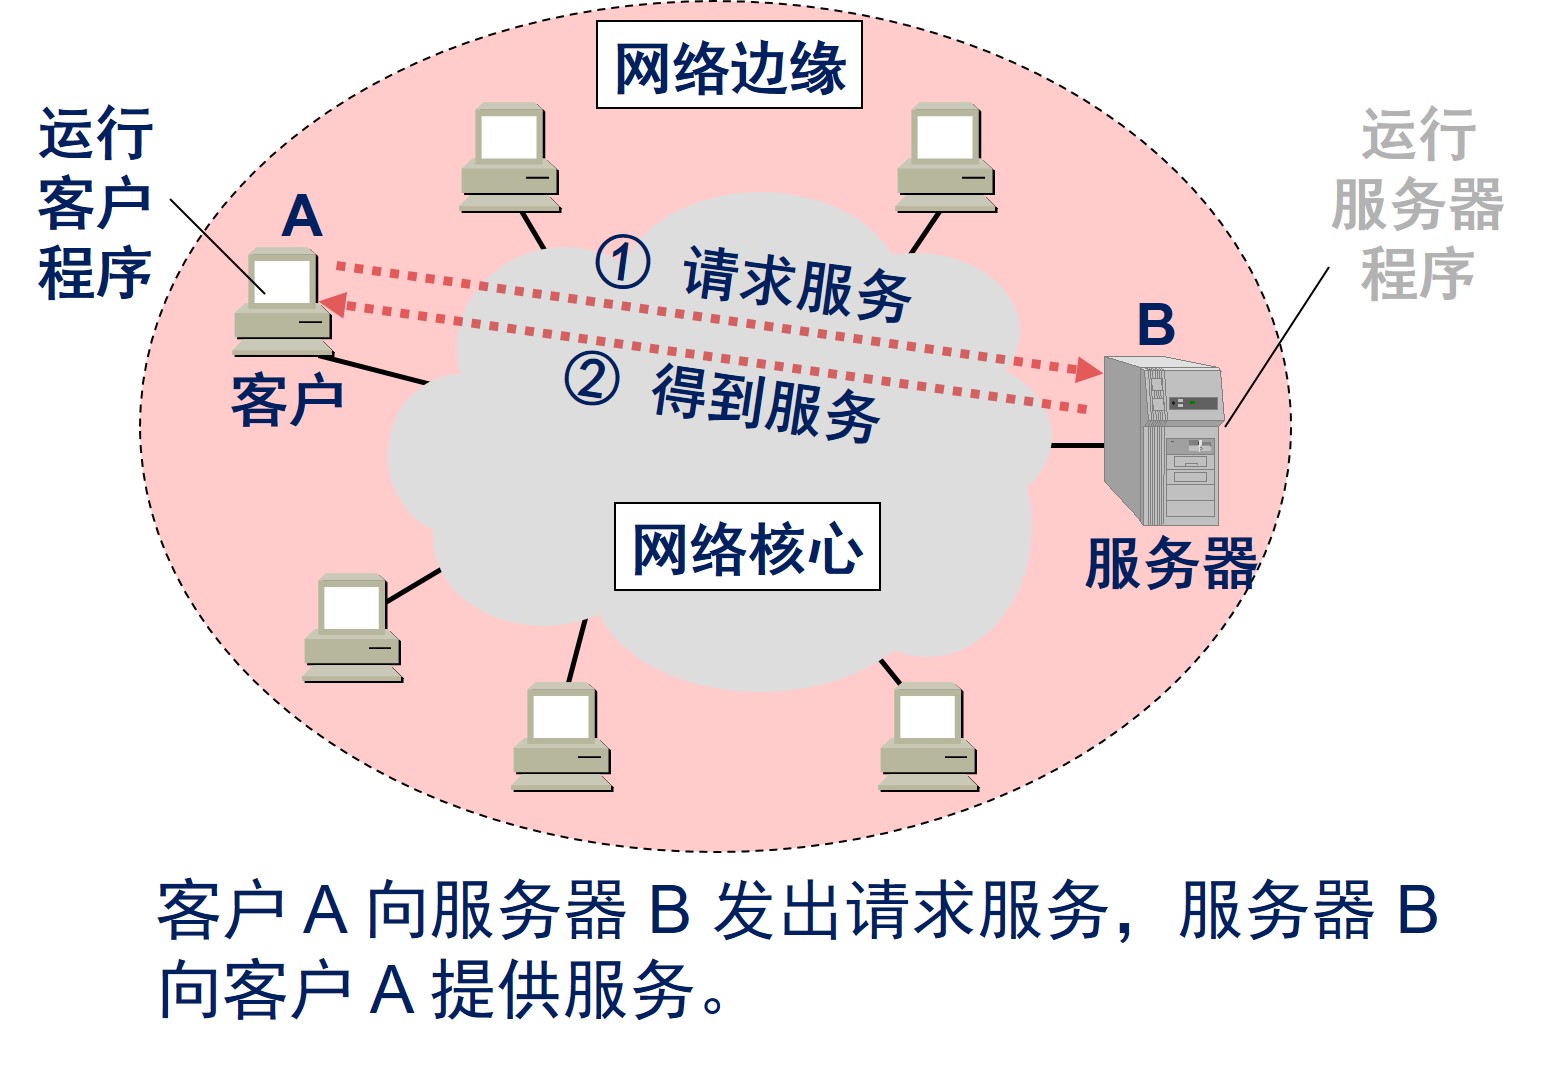 网络边缘
运行
客户
程序
运行
服务器
程序
A
① 请求服务
B
② 得到服务
客户
网络核心
服务器
客户 A 向服务器 B 发出请求服务，服务器 B
向客户 A 提供服务。